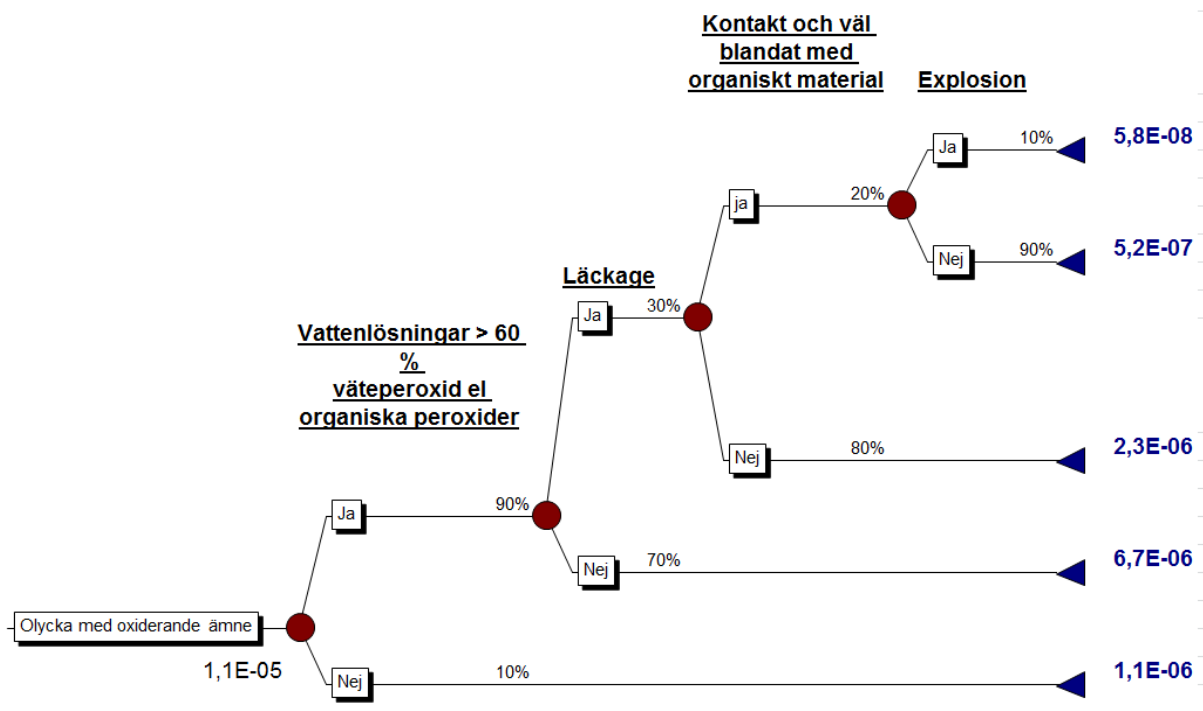 Kontakt och väl
blandat med
organiskt material
Explosion
Ja
10%
5,8E-08
ja
20%
Nej
90%
5,2E-07
Läckage
Ja
30%
Vattenlösningar > 60
%
väteperoxid el
organiska peroxider
Nej
80%
2,3E-06
Ja
90%
Nej
70%
6,7E-06
Olycka med oxiderande ämne
1,1E-05
Nej
10%
1,1E-06